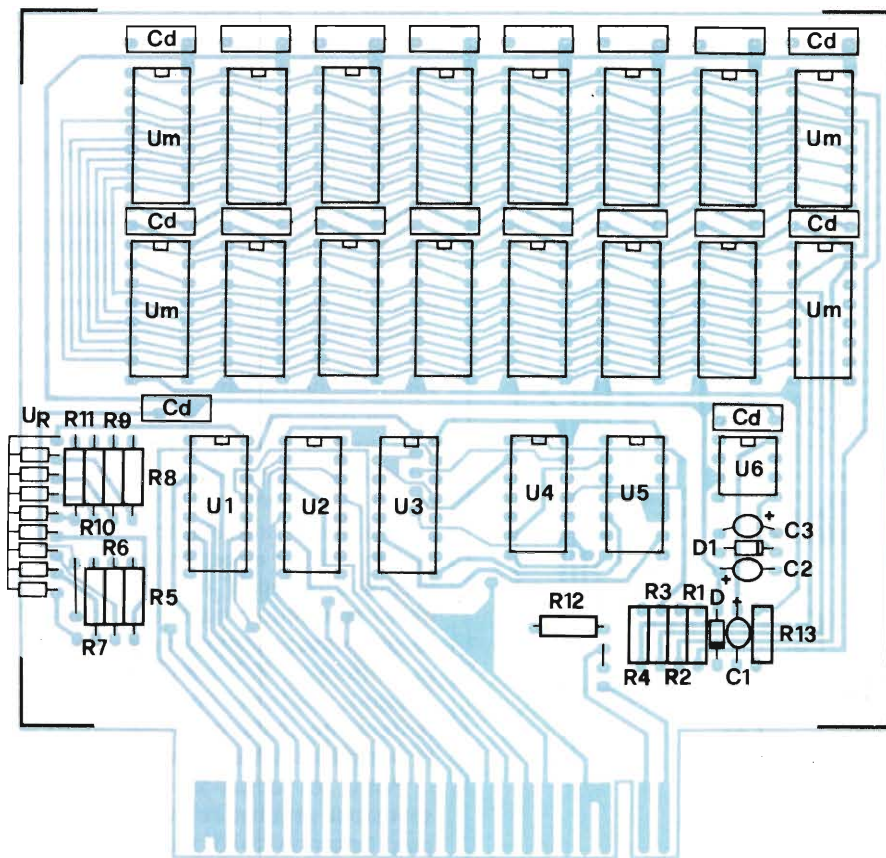 Cd Cd
Um Um
Cd Cd
Um Um
Cd Cd
UR R11 R9
R8
U1 U2 U3 U4 U5 U6
R10
+
C3
R6
D1
C2
+
R5
R3 R1 D +
R12
R13
R7
R4 R2 C1